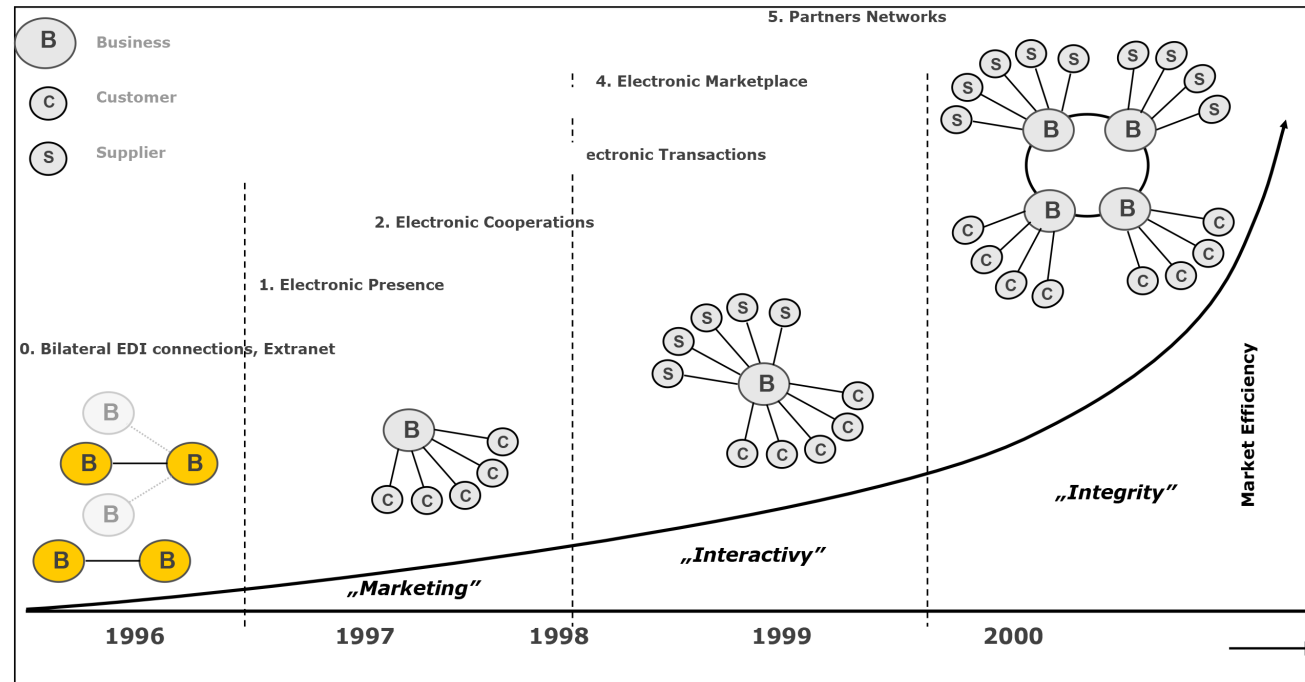 5. Partners Networks
B Business
C Customer
S Supplier
4. Electronic Marketplace
ectronic Transactions
2. Electronic Cooperations
1. Electronic Presence
0. Bilateral EDI connections, Extranet
S S S S S S
S S
S S
B B
B B
C C
C C
C C
C C
S S S S
S
S
B
C
C
C C C
B
B B
B
B B
B
C
C
C C C
Market Efficiency
„Integrity”
„Interactivy”
„Marketing”
1996 1997 1998 1999 2000